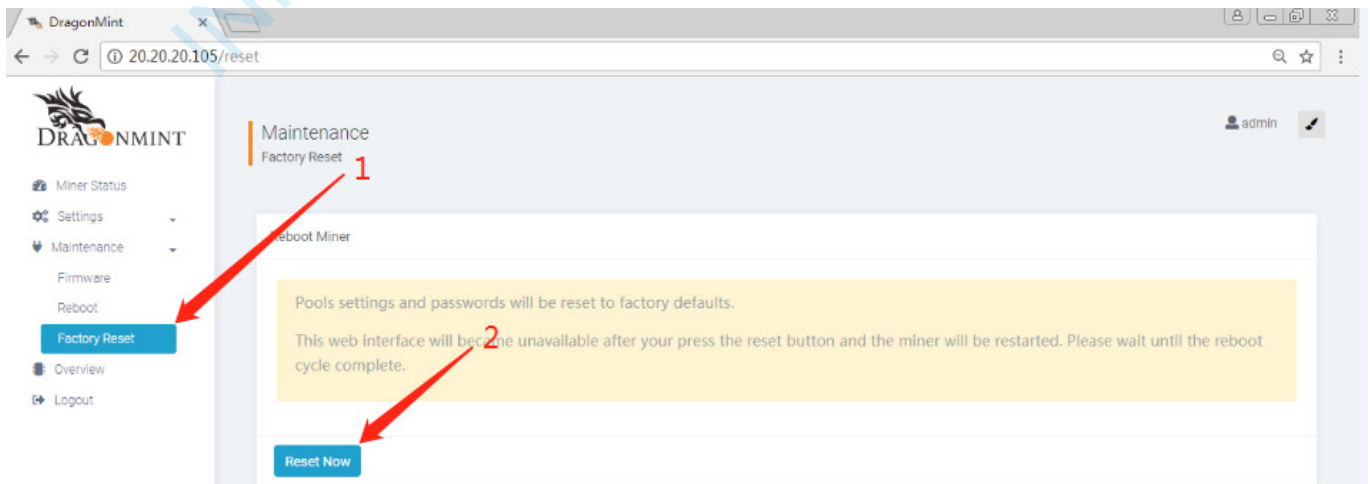 DragonMint
20.20.20.105/reset
DRAGONMINT
admin
Maintenance
Factory Reset
1
Miner Status
Settings
Maintenance
Firmware
Reboot
Factory Reset
Overview
Logout
Reboot Miner
Pools settings and passwords will be reset to factory defaults.
This web interface will became unavailable after your press the reset button and the miner will be restarted. Please wait until the reboot
cycle complete.
2
Reset Now